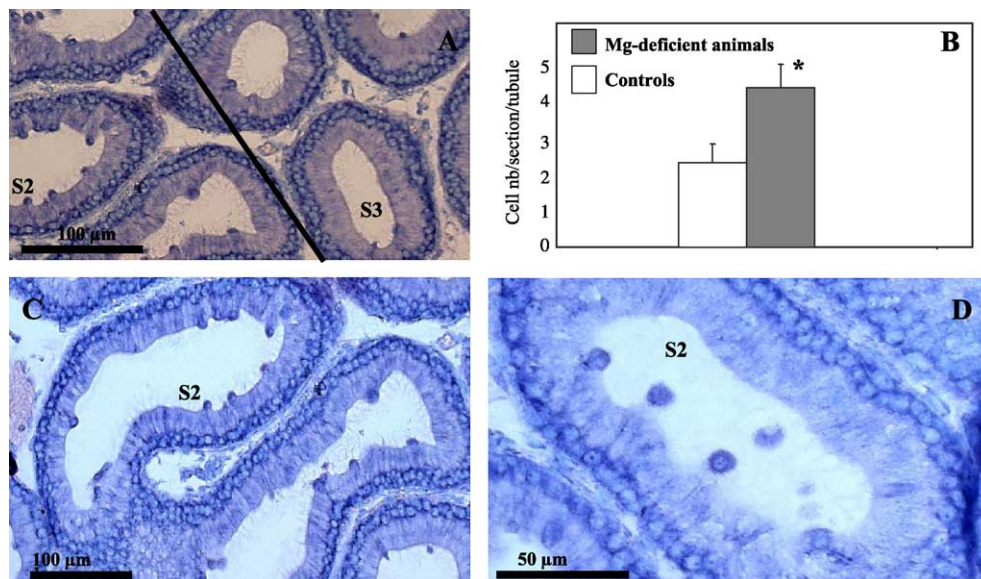 A
S2
S3
100 µm
B
Mg-deficient animals
Controls
*
Cell nb/section/tubule
5
4
3
2
1
0
C
S2
100 µm
D
S2
50 µm